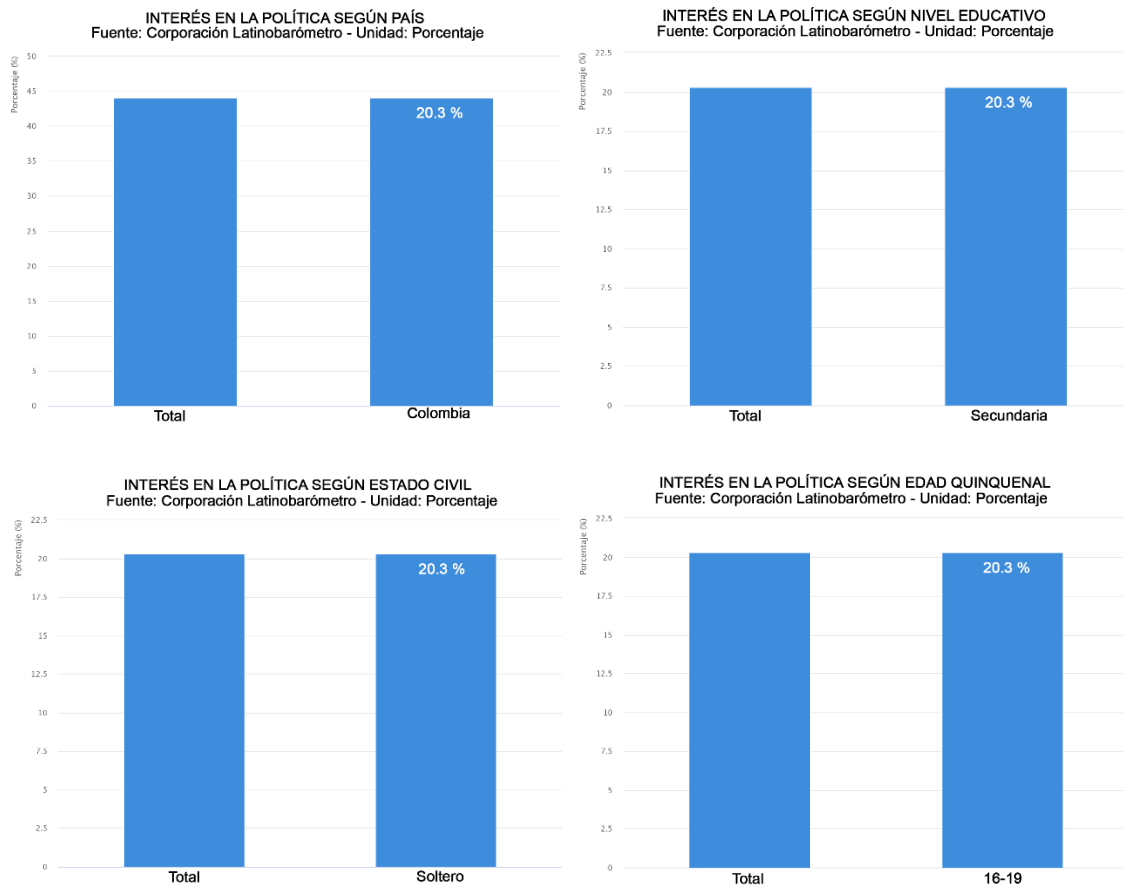 INTERÉS EN LA POLÍTICA SEGÚN PAÍS
Fuente: Corporación Latinobarómetro - Unidad: Porcentaje
Porcentaje (%)
50
45
40
35
30
25
20
15
10
5
0
20.3 %
Total
Colombia
INTERÉS EN LA POLÍTICA SEGÚN NIVEL EDUCATIVO
Fuente: Corporación Latinobarómetro - Unidad: Porcentaje
Porcentaje (%)
22.5
20
17.5
15
12.5
10
7.5
5
2.5
0
20.3 %
Total
Secundaria
INTERÉS EN LA POLÍTICA SEGÚN ESTADO CIVIL
Fuente: Corporación Latinobarómetro - Unidad: Porcentaje
Porcentaje (%)
22.5
20
17.5
15
12.5
10
7.5
5
2.5
0
20.3 %
Total
Soltero
INTERÉS EN LA POLÍTICA SEGÚN EDAD QUINQUENAL
Fuente: Corporación Latinobarómetro - Unidad: Porcentaje
Porcentaje (%)
22.5
20
17.5
15
12.5
10
7.5
5
2.5
0
20.3 %
Total
16-19